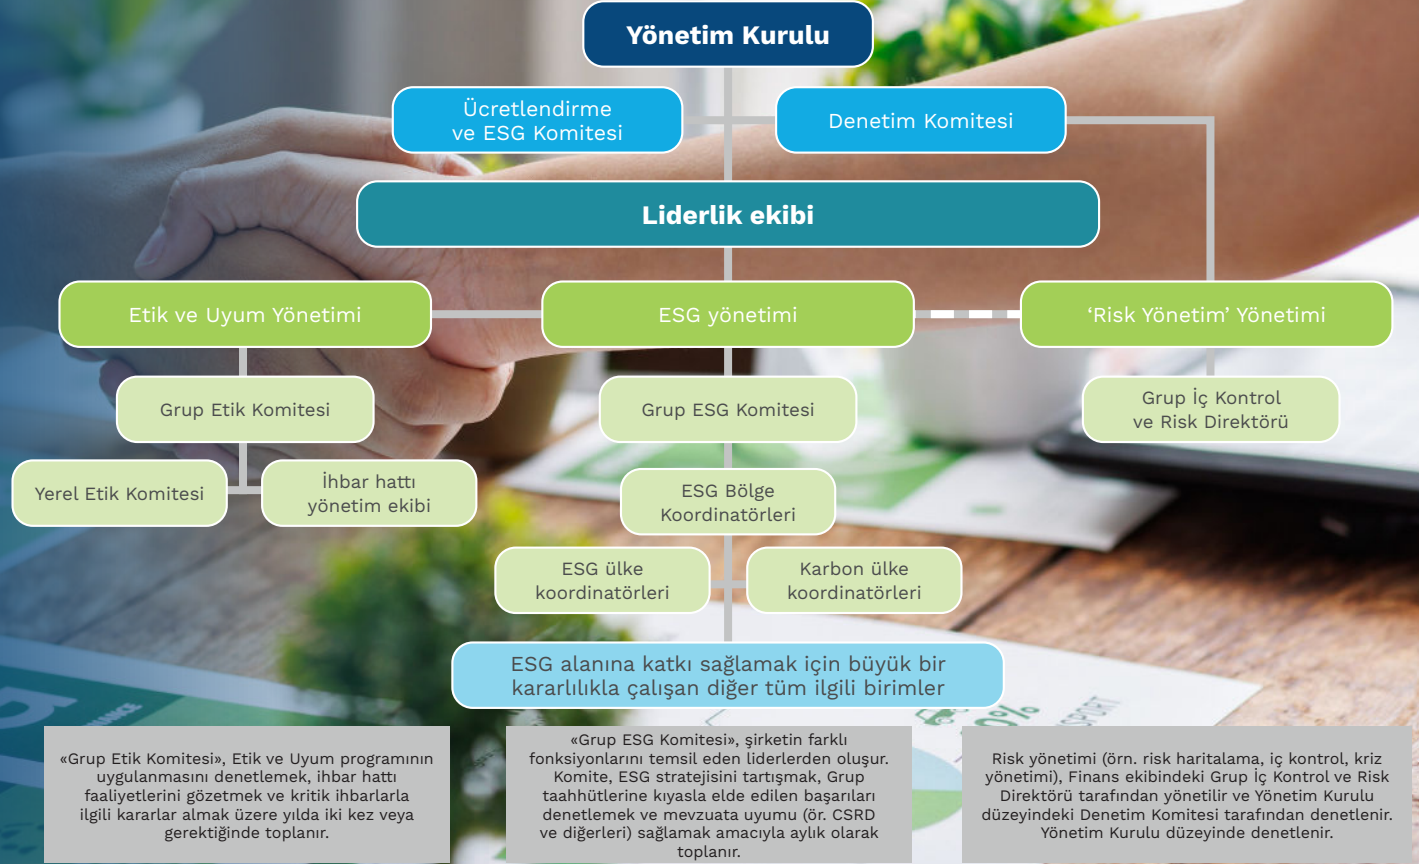 Yönetim Kurulu
Ücretlendirme
ve ESG Komitesi
Denetim Komitesi
Liderlik ekibi
Etik ve Uyum Yönetimi
ESG yönetimi
‘Risk Yönetim’ Yönetimi
Grup Etik Komitesi
Grup ESG Komitesi
Grup İç Kontrol
ve Risk Direktörü
Yerel Etik Komitesi
İhbar hattı
yönetim ekibi
ESG Bölge
Koordinatörleri
ESG ülke
koordinatörleri
Karbon ülke
koordinatörleri
ESG alanına katkı sağlamak için büyük bir
kararlılıkla çalışan diğer tüm ilgili birimler
«Grup Etik Komitesi», Etik ve Uyum programının
uygulanmasını denetlemek, ihbar hattı
faaliyetlerini gözetmek ve kritik ihbarlarla
ilgili kararlar almak üzere yılda iki kez veya
gerektiğinde toplanır.
«Grup ESG Komitesi», şirketin farklı
fonksiyonlarını temsil eden liderlerden oluşur.
Komite, ESG stratejisini tartışmak, Grup
taahhütlerine kıyasla elde edilen başarıları
denetlemek ve mevzuata uyumu (ör. CSRD
ve diğerleri) sağlamak amacıyla aylık olarak
toplanır.
Risk yönetimi (örn. risk haritalama, iç kontrol, kriz
yönetimi), Finans ekibindeki Grup İç Kontrol ve Risk
Direktörü tarafından yönetilir ve Yönetim Kurulu
düzeyindeki Denetim Komitesi tarafından denetlenir.
Yönetim Kurulu düzeyinde denetlenir.